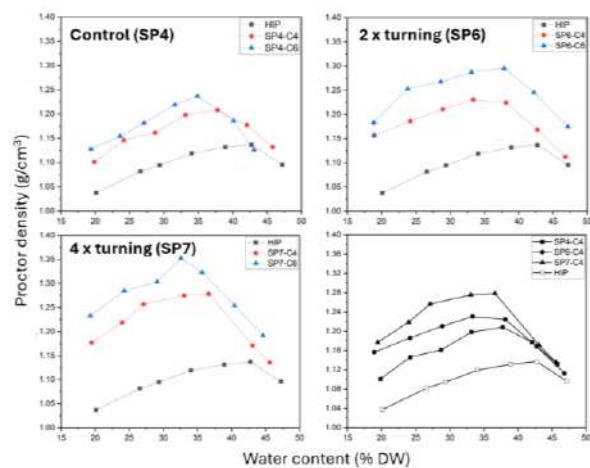 Proctor density (g/cm³)
Control (SP4)
HIP
SP4-C4
SP4-C6
1.40
1.35
1.30
1.25
1.20
1.15
1.10
1.05
1.00
15 20 25 30 35 40 45 50
2 x turning (SP6)
HIP
SP6-C4
SP6-C6
1.40
1.35
1.30
1.25
1.20
1.15
1.10
1.05
1.00
15 20 25 30 35 40 45 50
4 x turning (SP7)
HIP
SP7-C4
SP7-C6
1.40
1.35
1.30
1.25
1.20
1.15
1.10
1.05
1.00
15 20 25 30 35 40 45 50
SP4-C4
SP6-C4
SP7-C4
HIP
1.40
1.36
1.32
1.28
1.24
1.20
1.16
1.12
1.08
1.04
1.00
15 20 25 30 35 40 45 50
Water content (% DW)